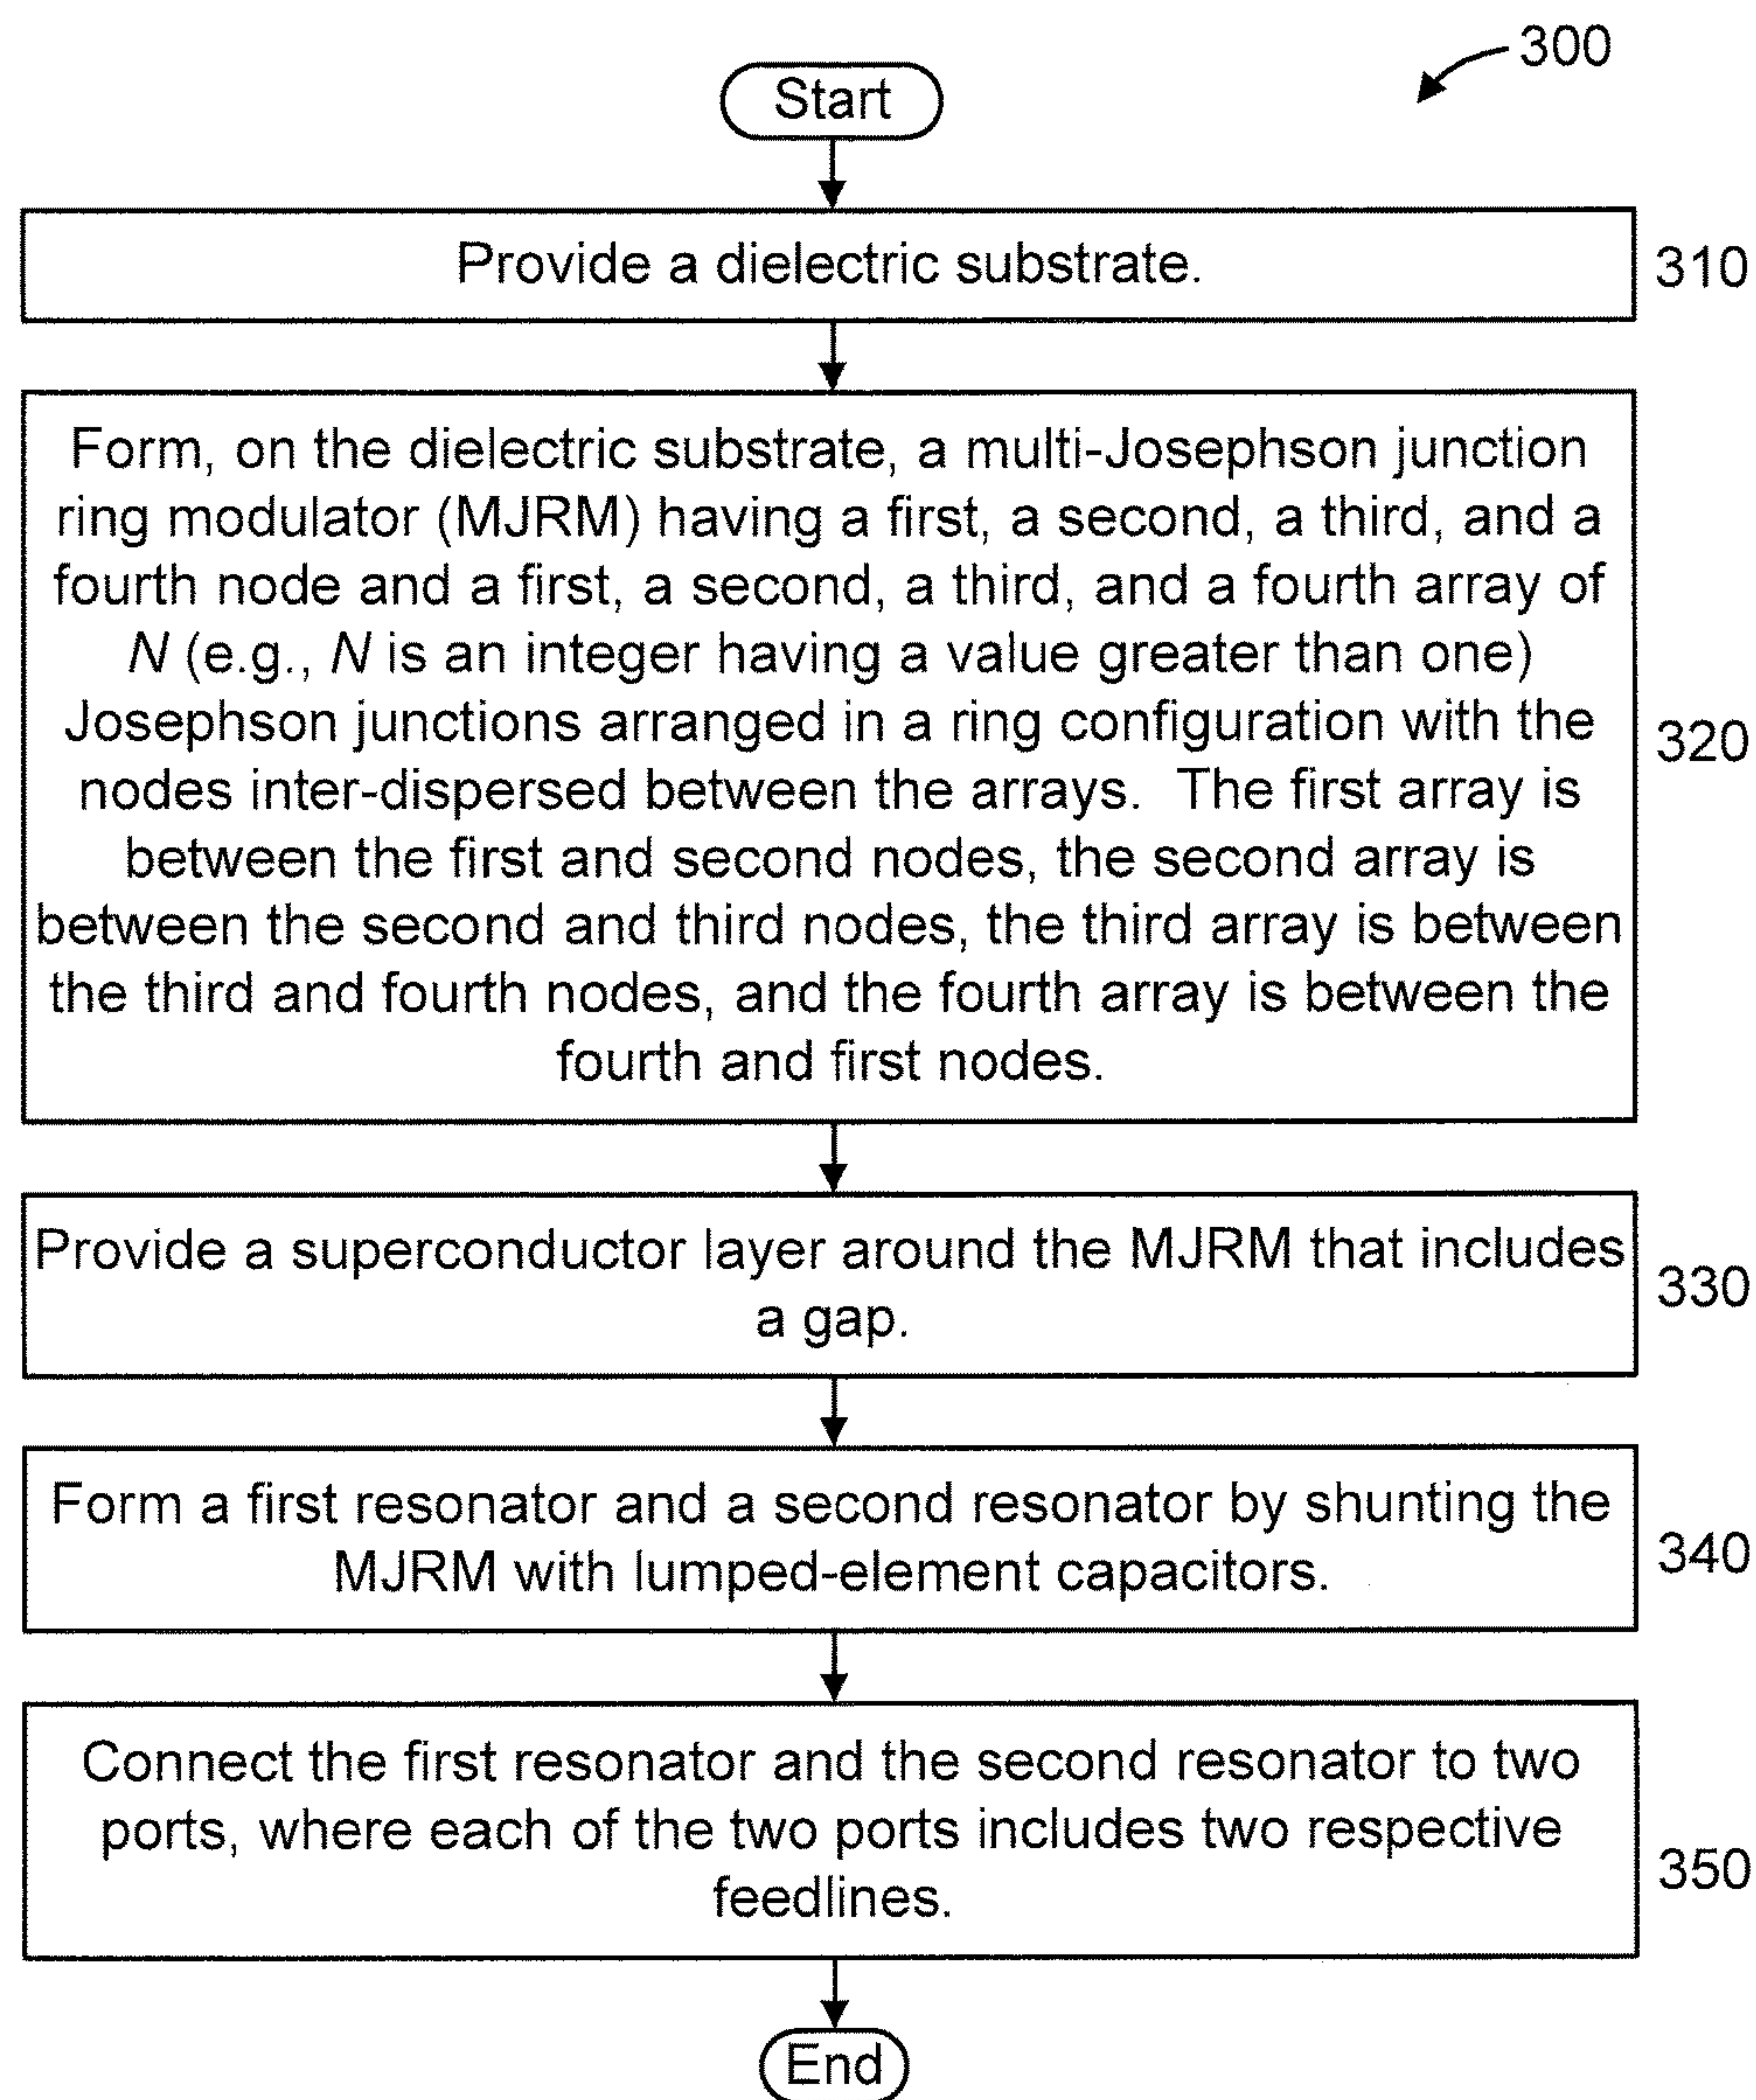 300
Start
Provide a dielectric substrate.
310
Form, on the dielectric substrate, a multi-Josephson junction
ring modulator (MJRM) having a first, a second, a third, and a
fourth node and a first, a second, a third, and a fourth array of
N (e.g., N is an integer having a value greater than one)
Josephson junctions arranged in a ring configuration with the
nodes inter-dispersed between the arrays.  The first array is
between the first and second nodes, the second array is
between the second and third nodes, the third array is between
the third and fourth nodes, and the fourth array is between the
fourth and first nodes.
320
Provide a superconductor layer around the MJRM that includes
a gap.
330
Form a first resonator and a second resonator by shunting the
MJRM with lumped-element capacitors.
340
Connect the first resonator and the second resonator to two
ports, where each of the two ports includes two respective
feedlines.
350
End